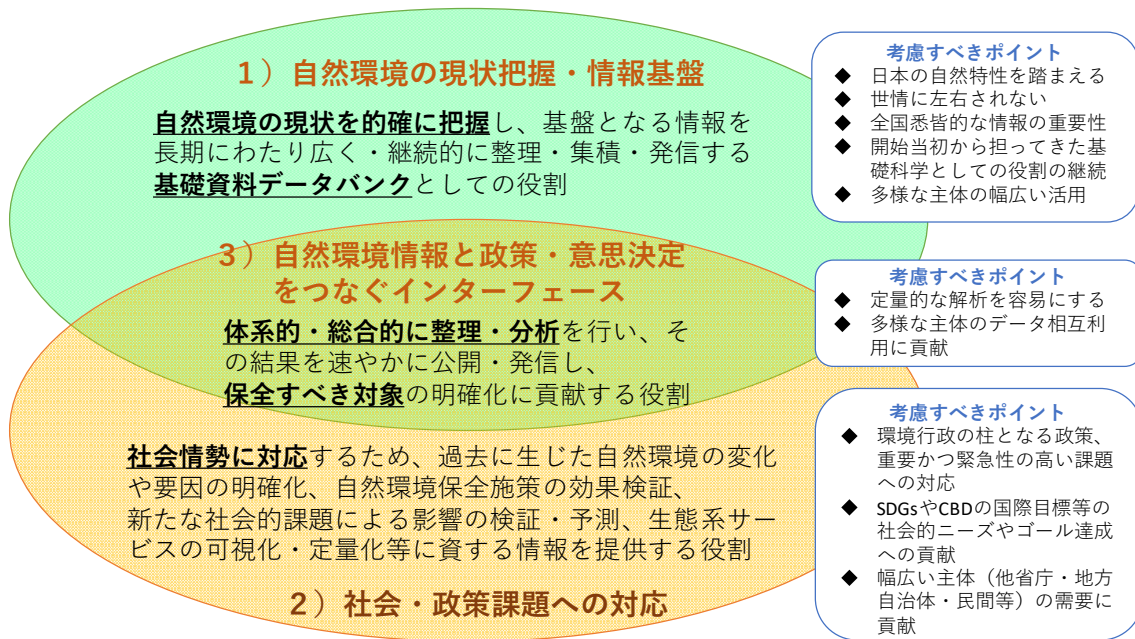 1）自然環境の現状把握・情報基盤
自然環境の現状を的確に把握し、基盤となる情報を
長期にわたり広く・継続的に整理・集積・発信する
基礎資料データバンクとしての役割
考慮すべきポイント
◆ 日本の自然特性を踏まえる
◆ 世情に左右されない
◆ 全国悉皆的な情報の重要性
◆ 開始当初から担ってきた基
礎科学としての役割の継続
◆ 多様な主体の幅広い活用
3）自然環境情報と政策・意思決定
をつなぐインターフェース
体系的・総合的に整理・分析を行い、そ
の結果を速やかに公開・発信し、
保全すべき対象の明確化に貢献する役割
考慮すべきポイント
◆ 定量的な解析を容易にする
◆ 多様な主体のデータ相互利
用に貢献
社会情勢に対応するため、過去に生じた自然環境の変化
や要因の明確化、自然環境保全施策の効果検証、
新たな社会的課題による影響の検証・予測、生態系サー
ビスの可視化・定量化等に資する情報を提供する役割
2）社会・政策課題への対応
考慮すべきポイント
◆ 環境行政の柱となる政策、
重要かつ緊急性の高い課題
への対応
◆ SDGsやCBDの国際目標等の
社会的ニーズやゴール達成
への貢献
◆ 幅広い主体（他省庁・地方
自治体・民間等）の需要に
貢献